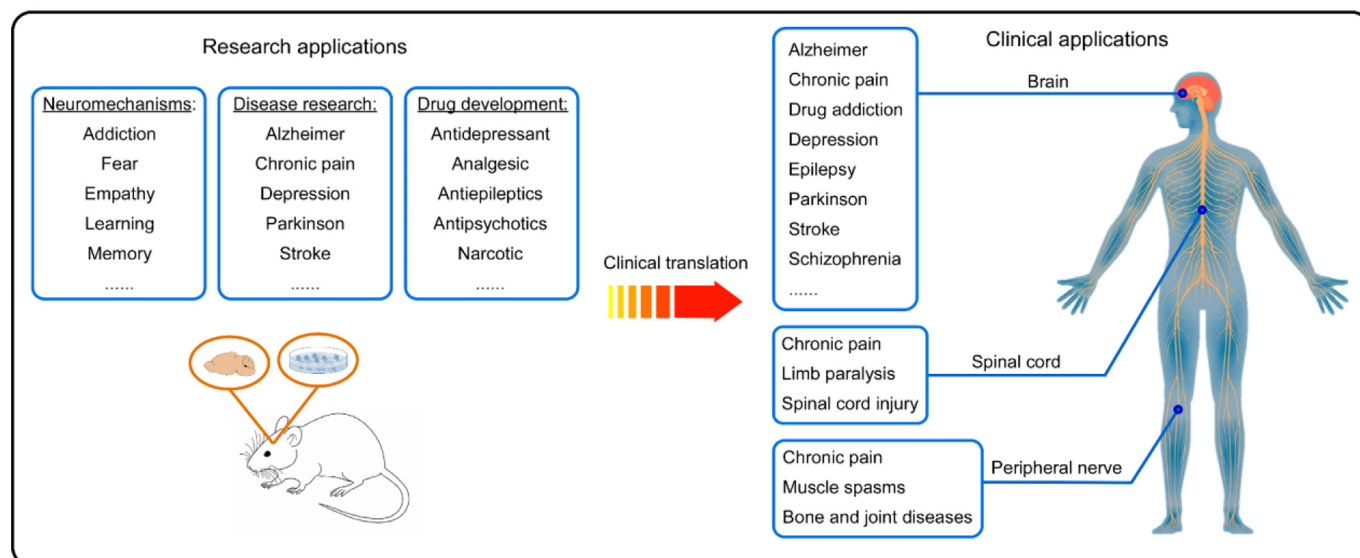 Research applications
Neuromechanisms:
Addiction
Fear
Empathy
Learning
Memory
......
Disease research:
Alzheimer
Chronic pain
Depression
Parkinson
Stroke
......
Drug development:
Antidepressant
Analgesic
Antiepileptics
Antipsychotics
Narcotic
......
Clinical translation
Clinical applications
Alzheimer
Chronic pain
Drug addiction
Depression
Epilepsy
Parkinson
Stroke
Schizophrenia
......
Brain
Chronic pain
Limb paralysis
Spinal cord injury
Spinal cord
Chronic pain
Muscle spasms
Bone and joint diseases
Peripheral nerve